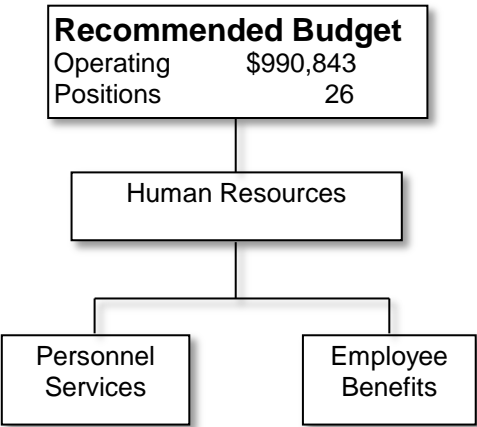 Recommended Budget
Operating $990,843
Positions 26
Human Resources
Personnel
Services
Employee
Benefits